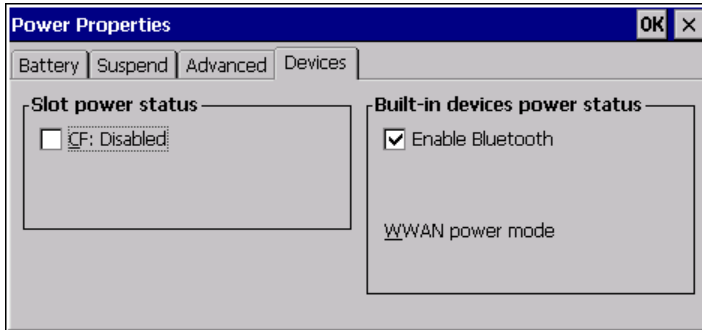 Power Properties OK ×
Battery Suspend Advanced Devices
Slot power status
CF: Disabled
Built-in devices power status
Enable Bluetooth
WWAN power mode